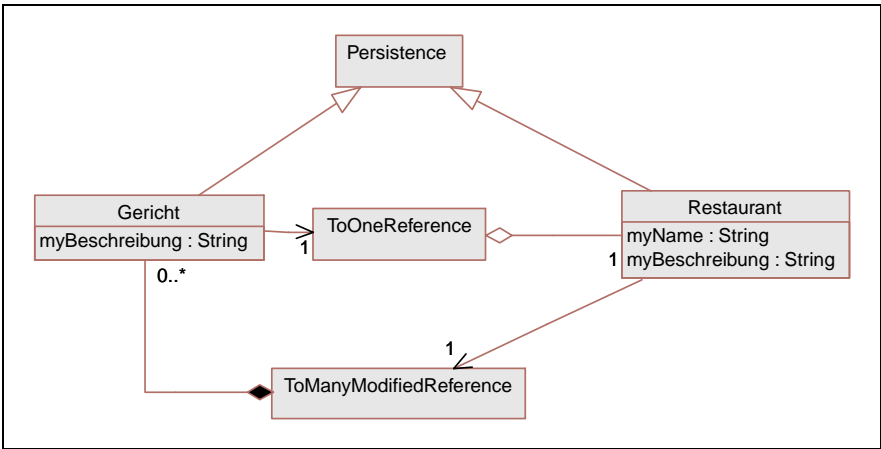 Persistence
Gericht
myBeschreibung : String
ToOneReference
Restaurant
myName : String
myBeschreibung : String
1
1
0..*
1
ToManyModifiedReference